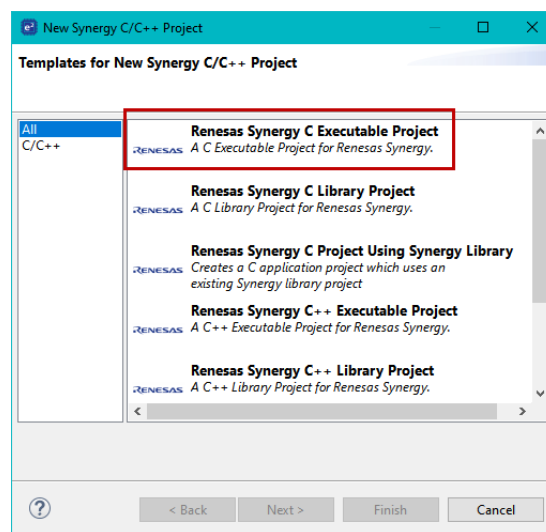 e² New Synergy C/C++ Project
Templates for New Synergy C/C++ Project
All
C/C++
RENESAS
Renesas Synergy C Executable Project
A C Executable Project for Renesas Synergy.
RENESAS
Renesas Synergy C Library Project
A C Library Project for Renesas Synergy.
RENESAS
Renesas Synergy C Project Using Synergy Library
Creates a C application project which uses an
existing Synergy library project
RENESAS
Renesas Synergy C++ Executable Project
A C++ Executable Project for Renesas Synergy.
RENESAS
Renesas Synergy C++ Library Project
A C++ Library Project for Renesas Synergy.
?
< Back
Next >
Finish
Cancel